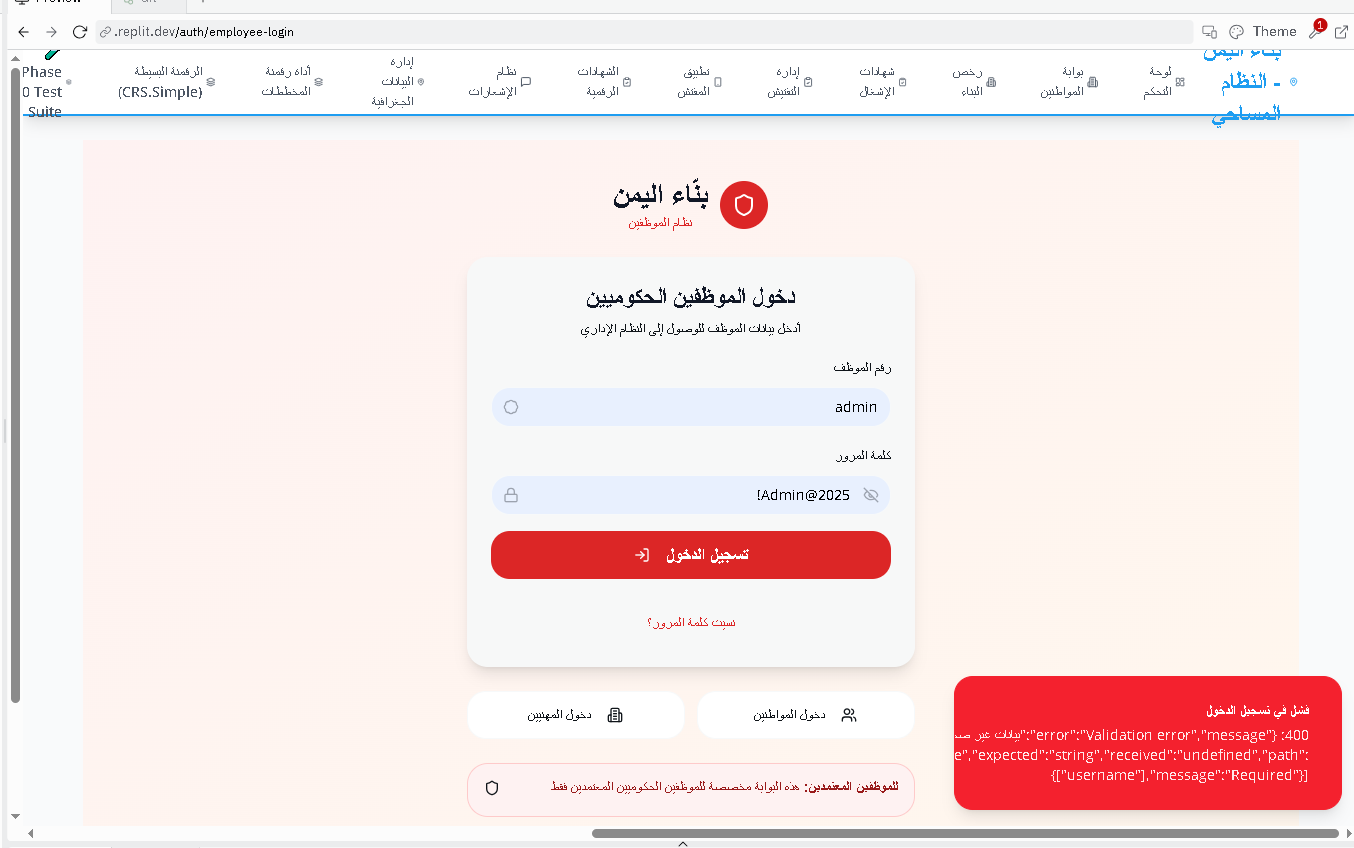 Preview
Git
.replit.dev/auth/employee-login
Theme
1
بناء اليمن
- النظام
المساحي
لوحة
التحكم
بوابة
المواطنين
رخص
البناء
شهادات
الإشغال
إدارة
التفتيش
تطبيق
المفتش
الشهادات
الرقمية
نظام
الإشعارات
إدارة
البيانات
الجغرافية
أداة رقمنة
المخططات
الرقمنة البسيطة
(CRS.Simple)
Phase
0 Test
Suite
بنّاء اليمن
نظام الموظفين
دخول الموظفين الحكوميين
أدخل بيانات الموظف للوصول إلى النظام الإداري
رقم الموظف
admin
كلمة المرور
!Admin@2025
تسجيل الدخول
نسيت كلمة المرور؟
دخول المواطنين
دخول المهنيين
للموظفين المعتمدين: هذه البوابة مخصصة للموظفين الحكوميين المعتمدين فقط
فشل في تسجيل الدخول
400: {"error":"Validation error","message":"بيانات غير
e","expected":"string","received":"undefined","path":
["username"],"message":"Required"}]}